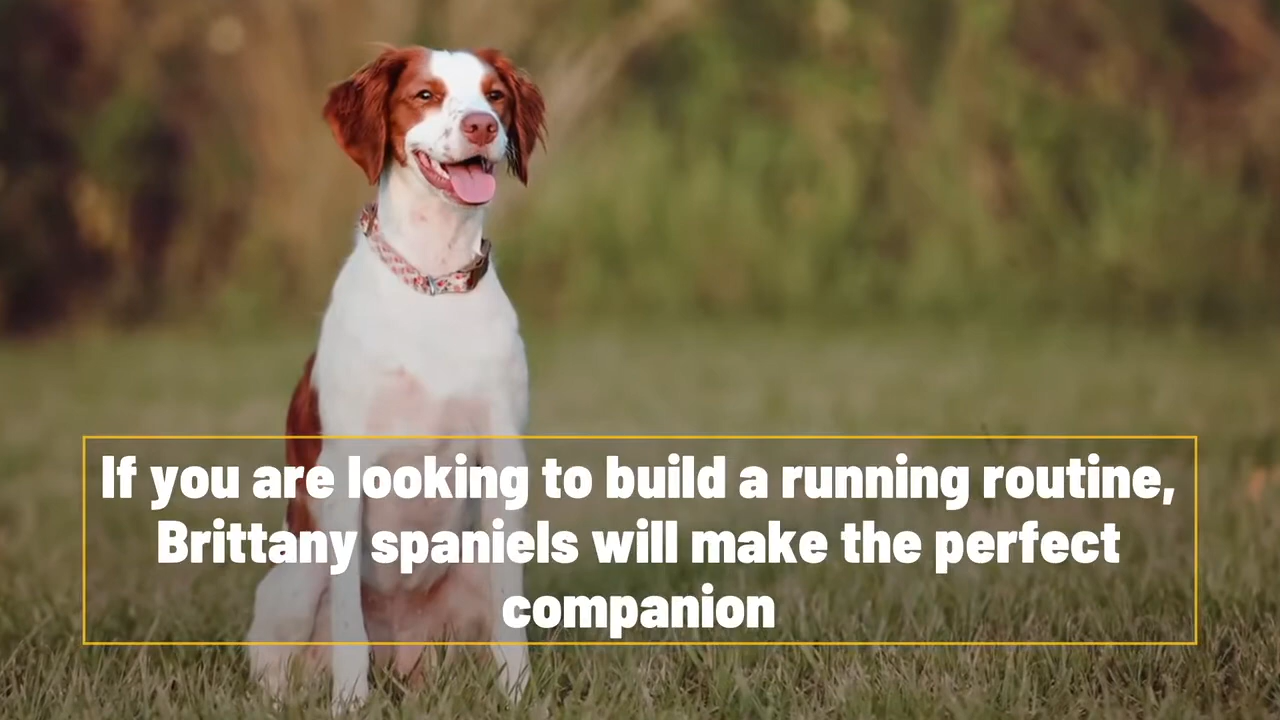 If you are looking to build a running routine,
Brittany spaniels will make the perfect
companion